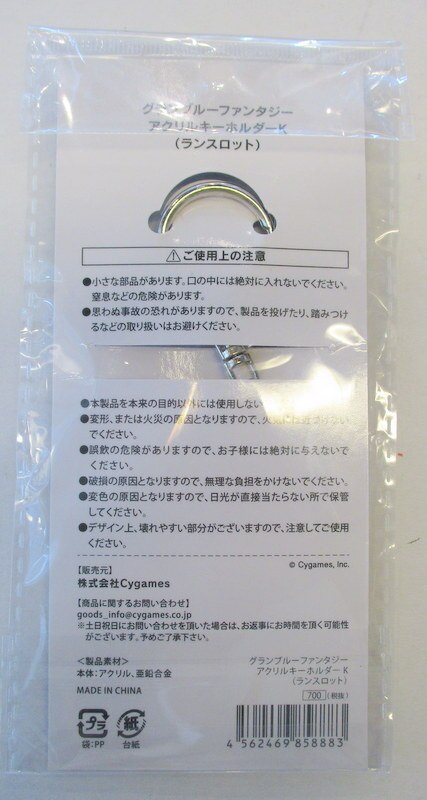 グランブルーファンタジー
アクリルキーホルダーK
（ランスロット）
⚠ご使用上の注意
●小さな部品があります。口の中には絶対に入れないでください。
窒息などの危険があります。
●思わぬ事故の恐れがありますので、製品を投げたり、踏みつけ
るなどの取り扱いはお避けください。
●本製品を本来の目的以外には使用しない
●変形、または火災の原因となりますので、火
でください。
●誤飲の危険がありますので、お子様には絶対に与えないで
ください。
●破損の原因となりますので、無理な負担をかけないでください。
●変色の原因となりますので、日光が直接当たらない所で保管
してください。
●デザイン上、壊れやすい部分がございますので、注意してご使用
ください。
© Cygames, Inc.
【販売元】
株式会社Cygames
【商品に関するお問い合わせ】
goods_info@cygames.co.jp
※土日祝日にお問い合わせを頂いた場合は、お返事にお時間を頂く可能性
がございます。予めご了承下さい。
＜製品素材＞
本体：アクリル、亜鉛合金
MADE IN CHINA
グランブルーファンタジー
アクリルキーホルダー K
（ランスロット）
700（税抜）
プラ
袋：PP
紙
台紙
4 562469 858883